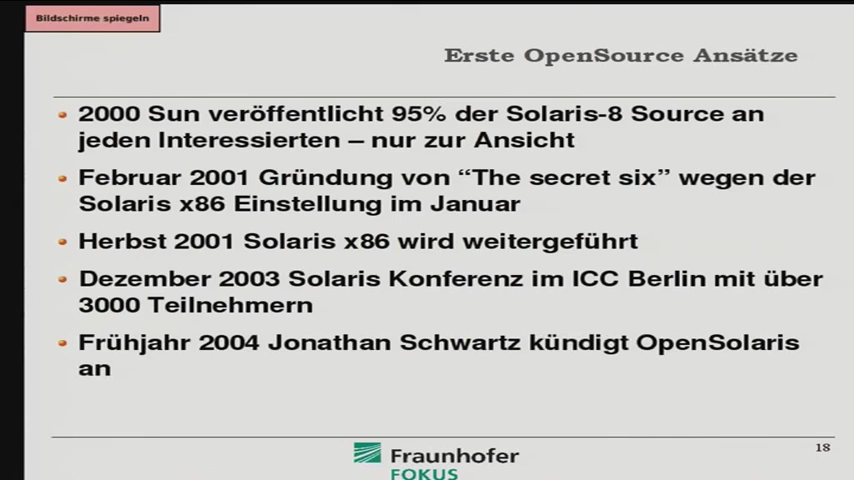 Bildschirme spiegeln
Erste OpenSource Ansätze
2000 Sun veröffentlicht 95% der Solaris-8 Source an
jeden Interessierten – nur zur Ansicht
Februar 2001 Gründung von “The secret six” wegen der
Solaris x86 Einstellung im Januar
Herbst 2001 Solaris x86 wird weitergeführt
Dezember 2003 Solaris Konferenz im ICC Berlin mit über
3000 Teilnehmern
Frühjahr 2004 Jonathan Schwartz kündigt OpenSolaris
an
18
Fraunhofer
FOKUS